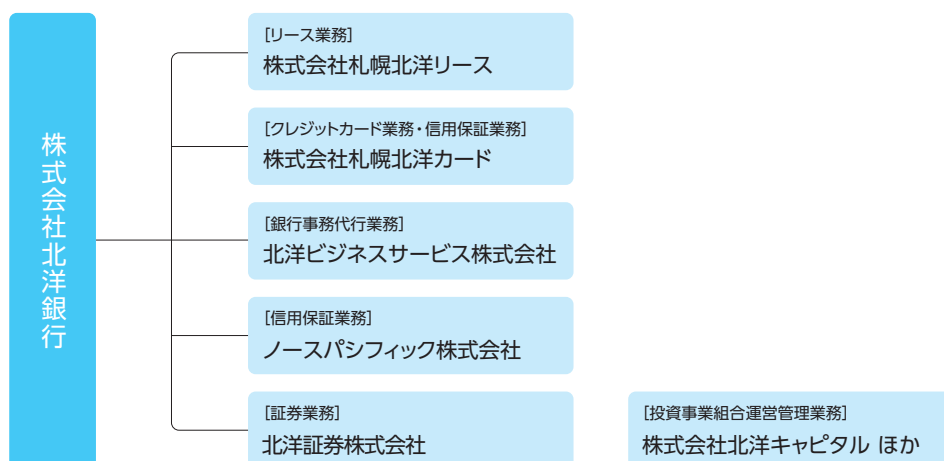 株式会社北洋銀行
[リース業務]
株式会社札幌北洋リース
[クレジットカード業務・信用保証業務]
株式会社札幌北洋カード
[銀行事務代行業務]
北洋ビジネスサービス株式会社
[信用保証業務]
ノースパシフィック株式会社
[証券業務]
北洋証券株式会社
[投資事業組合運営管理業務]
株式会社北洋キャピタル ほか